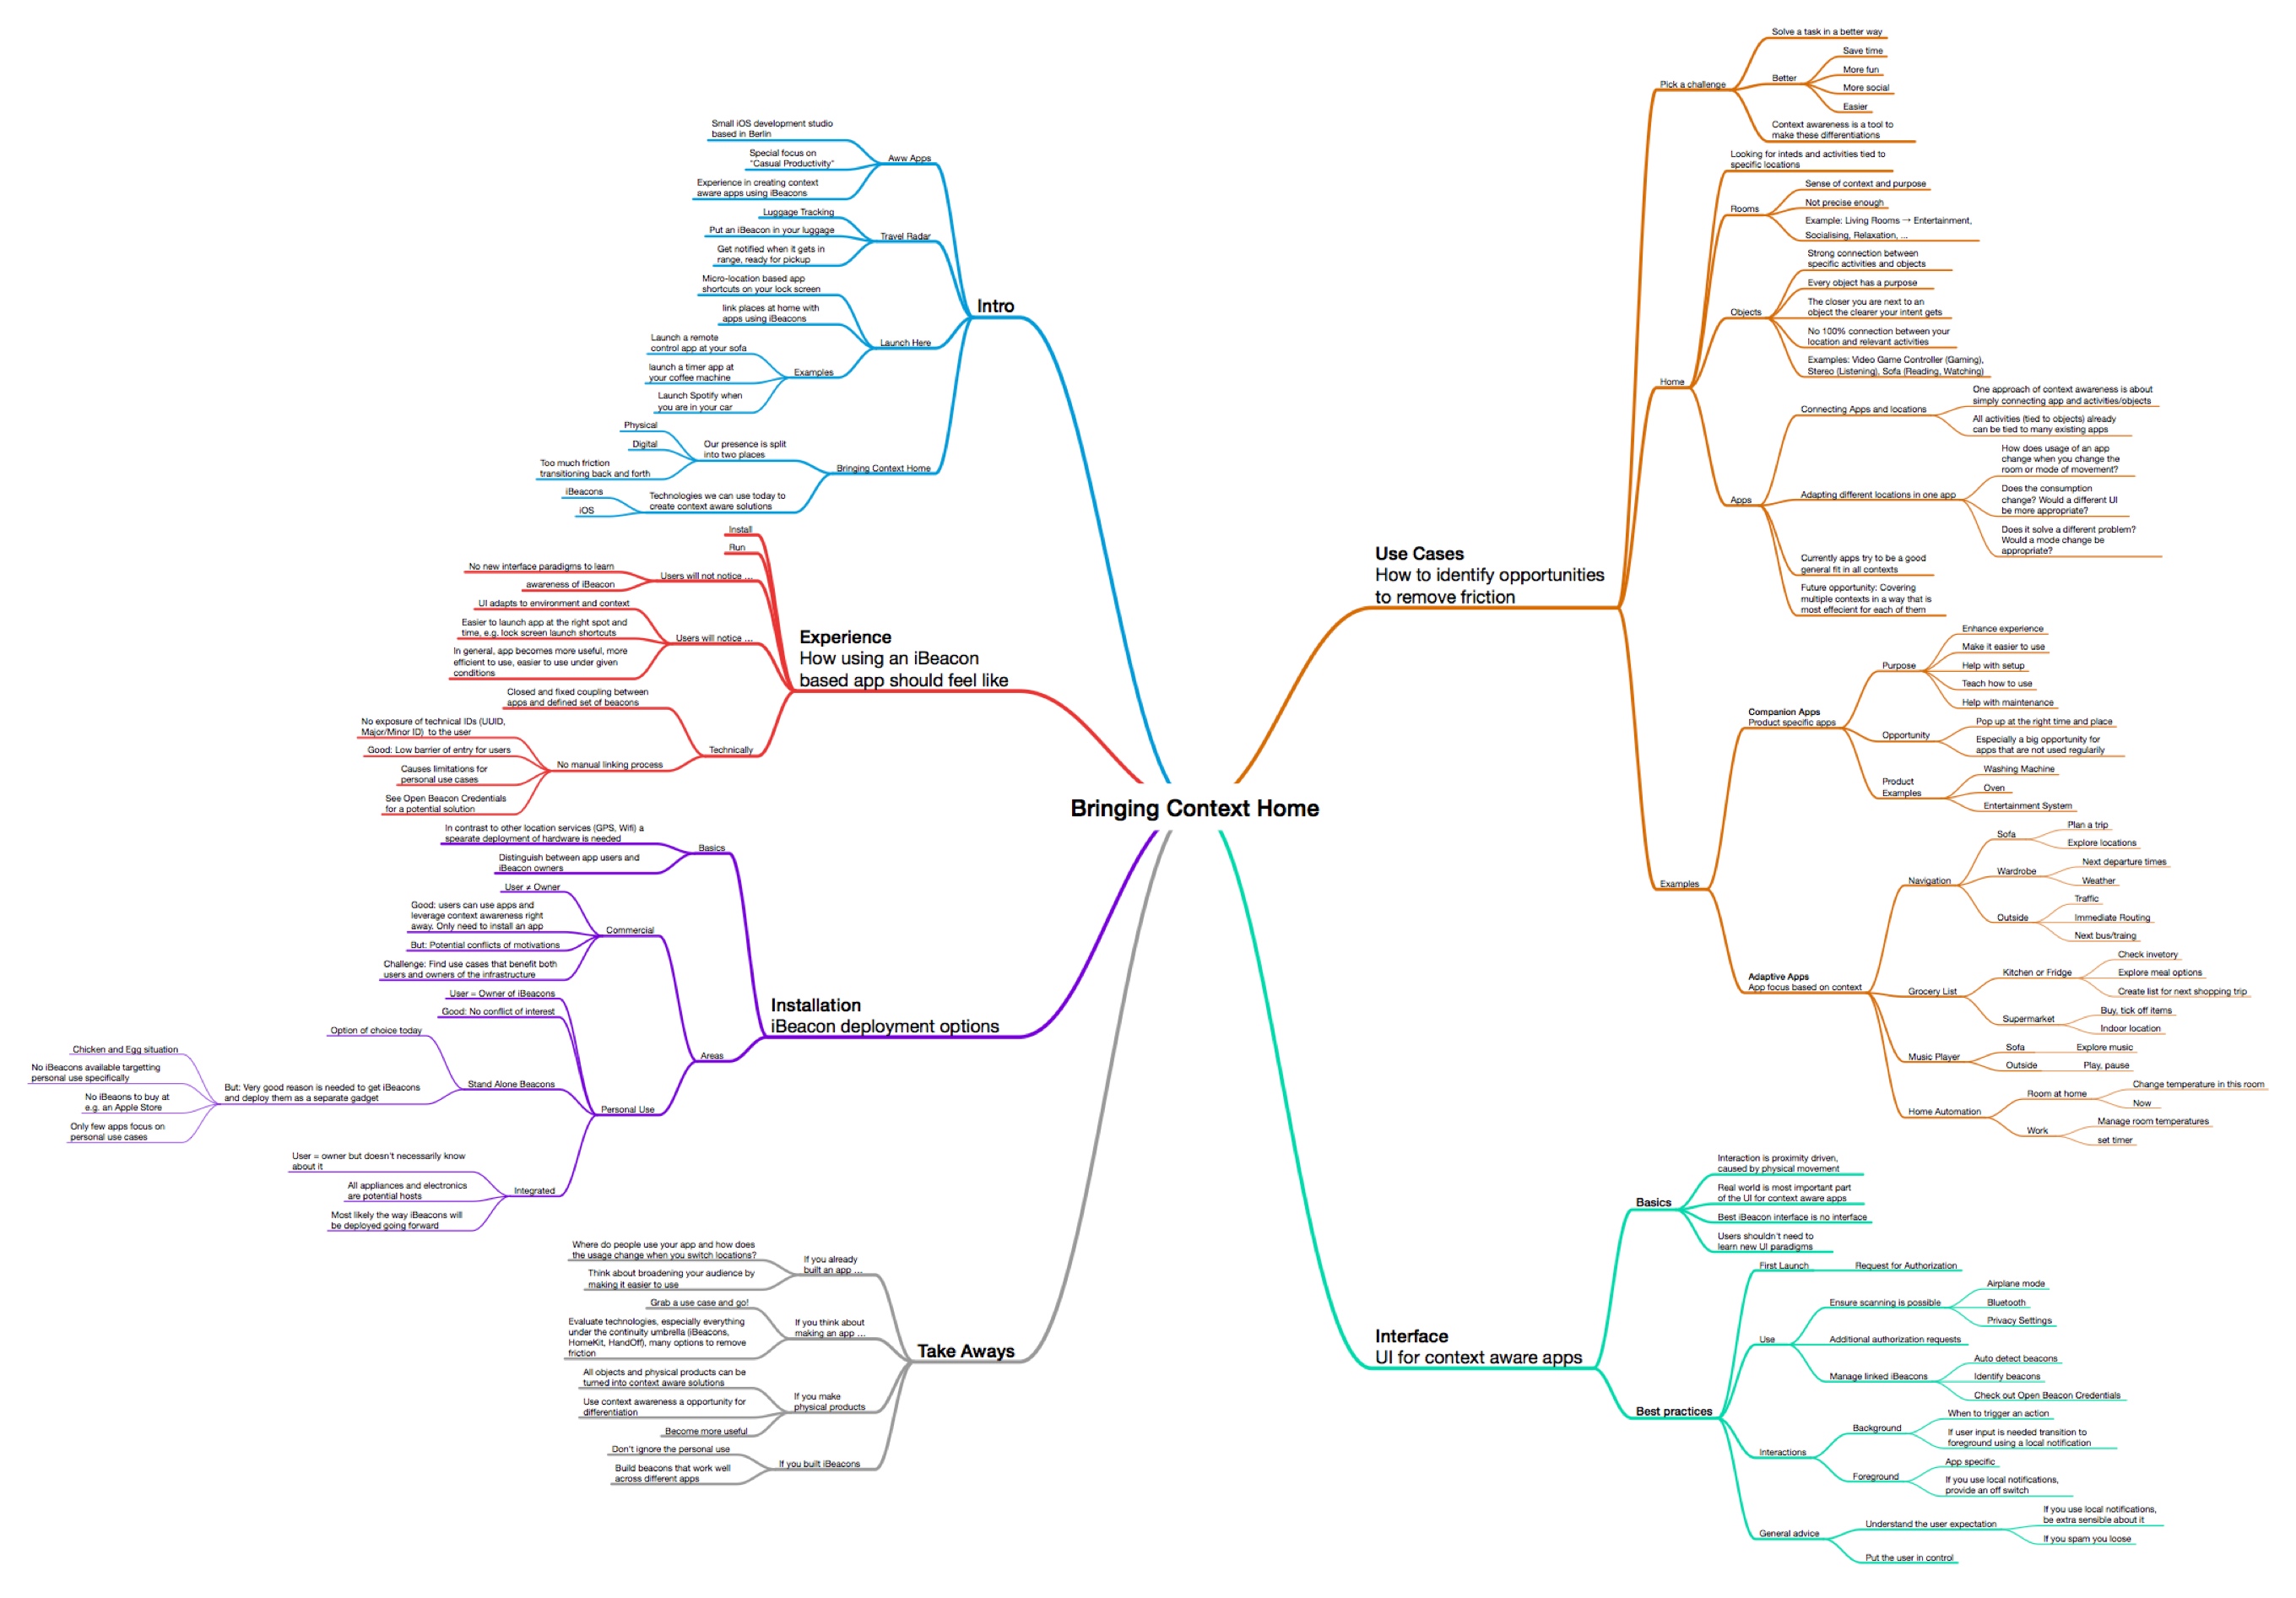 Bringing Context Home
Intro
Aww Apps
Small iOS development studio
based in Berlin
Special focus on
"Casual Productivity"
Experience in creating context
aware apps using iBeacons
Travel Radar
Luggage Tracking
Put an iBeacon in your luggage
Get notified when it gets in
range, ready for pickup
Launch Here
Micro-location based app
shortcuts on your lock screen
link places at home with
apps using iBeacons
Examples
Launch a remote
control app at your sofa
launch a timer app at
your coffee machine
Launch Spotify when
you are in your car
Bringing Context Home
Our presence is split
into two places
Physical
Digital
Too much friction
transitioning back and forth
Technologies we can use today to
create context aware solutions
iBeacons
iOS
Experience
How using an iBeacon
based app should feel like
Install
Run
Users will not notice ...
No new interface paradigms to learn
awareness of iBeacon
Users will notice ...
UI adapts to environment and context
Easier to launch app at the right spot and
time, e.g. lock screen launch shortcuts
In general, app becomes more useful, more
efficient to use, easier to use under given
conditions
Technically
Closed and fixed coupling between
apps and defined set of beacons
No manual linking process
No exposure of technical IDs (UUID,
Major/Minor ID) to the user
Good: Low barrier of entry for users
Causes limitations for
personal use cases
See Open Beacon Credentials
for a potential solution
Installation
iBeacon deployment options
Basics
In contrast to other location services (GPS, Wifi) a
spearate deployment of hardware is needed
Distinguish between app users and
iBeacon owners
Areas
Commercial
User ≠ Owner
Good: users can use apps and
leverage context awareness right
away. Only need to install an app
But: Potential conflicts of motivations
Challenge: Find use cases that benefit both
users and owners of the infrastructure
Personal Use
User = Owner of iBeacons
Good: No conflict of interest
Stand Alone Beacons
Option of choice today
But: Very good reason is needed to get iBeacons
and deploy them as a separate gadget
Chicken and Egg situation
No iBeacons available targetting
personal use specifically
No iBeaons to buy at
e.g. an Apple Store
Only few apps focus on
personal use cases
Integrated
User = owner but doesn't necessarily know
about it
All appliances and electronics
are potential hosts
Most likely the way iBeacons will
be deployed going forward
Take Aways
If you already
built an app ...
Where do people use your app and how does
the usage change when you switch locations?
Think about broadening your audience by
making it easier to use
If you think about
making an app ...
Grab a use case and go!
Evaluate technologies, especially everything
under the continuity umbrella (iBeacons,
HomeKit, HandOff), many options to remove
friction
If you make
physical products
All objects and physical products can be
turned into context aware solutions
Use context awareness a opportunity for
differentiation
Become more useful
If you built iBeacons
Don't ignore the personal use
Build beacons that work well
across different apps
Use Cases
How to identify opportunities
to remove friction
Pick a challenge
Solve a task in a better way
Better
Save time
More fun
More social
Easier
Context awareness is a tool to
make these differentiations
Home
Looking for inteds and activities tied to
specific locations
Rooms
Sense of context and purpose
Not precise enough
Example: Living Rooms → Entertainment,
Socialising, Relaxation, ...
Objects
Strong connection between
specific activities and objects
Every object has a purpose
The closer you are next to an
object the clearer your intent gets
No 100% connection between your
location and relevant activities
Examples: Video Game Controller (Gaming),
Stereo (Listening), Sofa (Reading, Watching)
Apps
Connecting Apps and locations
One approach of context awareness is about
simply connecting app and activities/objects
All activities (tied to objects) already
can be tied to many existing apps
Adapting different locations in one app
How does usage of an app
change when you change the
room or mode of movement?
Does the consumption
change? Would a different UI
be more appropriate?
Does it solve a different problem?
Would a mode change be
appropriate?
Currently apps try to be a good
general fit in all contexts
Future opportunity: Covering
multiple contexts in a way that is
most effecient for each of them
Examples
Companion Apps
Product specific apps
Purpose
Enhance experience
Make it easier to use
Help with setup
Teach how to use
Help with maintenance
Opportunity
Pop up at the right time and place
Especially a big opportunity for
apps that are not used regularily
Product
Examples
Washing Machine
Oven
Entertainment System
Adaptive Apps
App focus based on context
Navigation
Sofa
Plan a trip
Explore locations
Wardrobe
Next departure times
Weather
Outside
Traffic
Immediate Routing
Next bus/traing
Grocery List
Kitchen or Fridge
Check invetory
Explore meal options
Create list for next shopping trip
Supermarket
Buy, tick off items
Indoor location
Music Player
Sofa
Explore music
Outside
Play, pause
Home Automation
Room at home
Change temperature in this room
Now
Work
Manage room temperatures
set timer
Interface
UI for context aware apps
Basics
Interaction is proximity driven,
caused by physical movement
Real world is most important part
of the UI for context aware apps
Best iBeacon interface is no interface
Users shouldn't need to
learn new UI paradigms
Best practices
First Launch
Request for Authorization
Use
Ensure scanning is possible
Airplane mode
Bluetooth
Privacy Settings
Additional authorization requests
Manage linked iBeacons
Auto detect beacons
Identify beacons
Check out Open Beacon Credentials
Interactions
Background
When to trigger an action
If user input is needed transition to
foreground using a local notification
Foreground
App specific
If you use local notifications,
provide an off switch
General advice
Understand the user expectation
If you use local notifications,
be extra sensible about it
If you spam you loose
Put the user in control